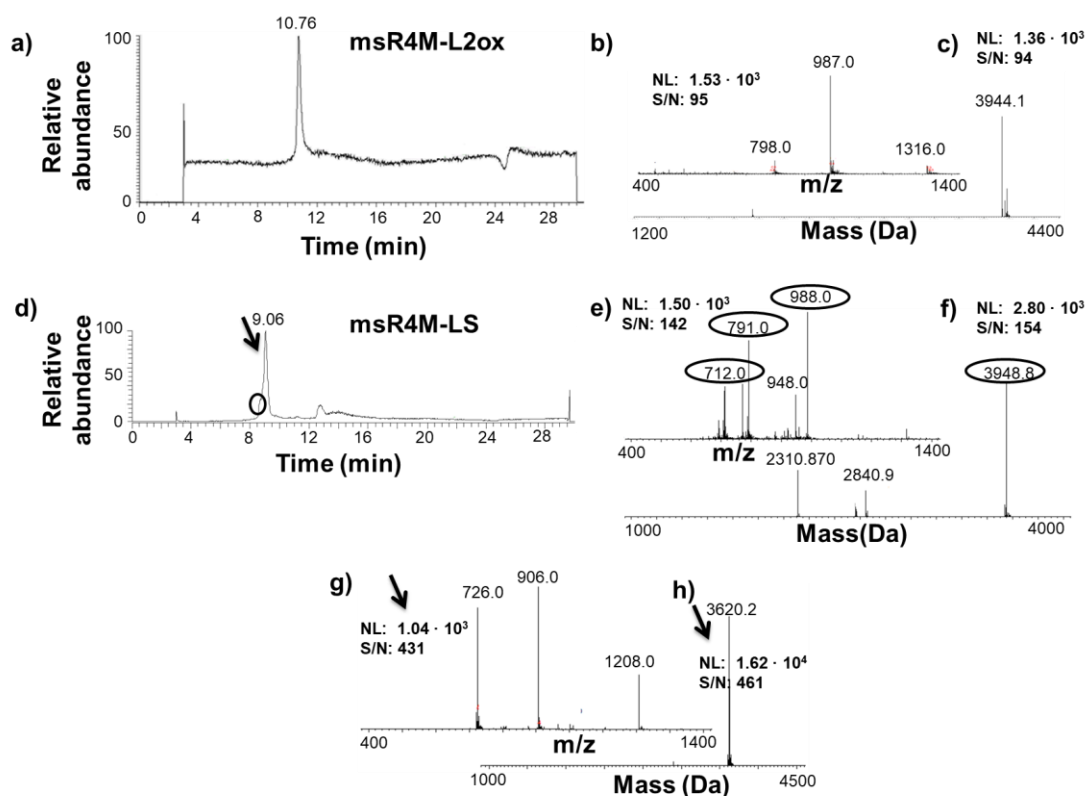 a)
msR4M-L2ox
10.76
Relative
abundance
100
50
0
0 4 8 12 16 20 24 28
Time (min)
b)
NL: 1.53 · 10³
S/N: 95
987.0
798.0
1316.0
400
m/z
1400
c)
NL: 1.36 · 10³
S/N: 94
3944.1
1200
Mass (Da)
4400
d)
msR4M-LS
9.06
Relative
abundance
100
50
0
0 4 8 12 16 20 24 28
Time (min)
e)
NL: 1.50 · 10³
S/N: 142
988.0
791.0
712.0
948.0
400
m/z
1400
f)
NL: 2.80 · 10³
S/N: 154
3948.8
2310.870
2840.9
1000
Mass(Da)
4000
g)
726.0
906.0
NL: 1.04 · 10³
S/N: 431
1208.0
400
m/z
1400
h)
3620.2
NL: 1.62 · 10⁴
S/N: 461
1000
Mass (Da)
4500